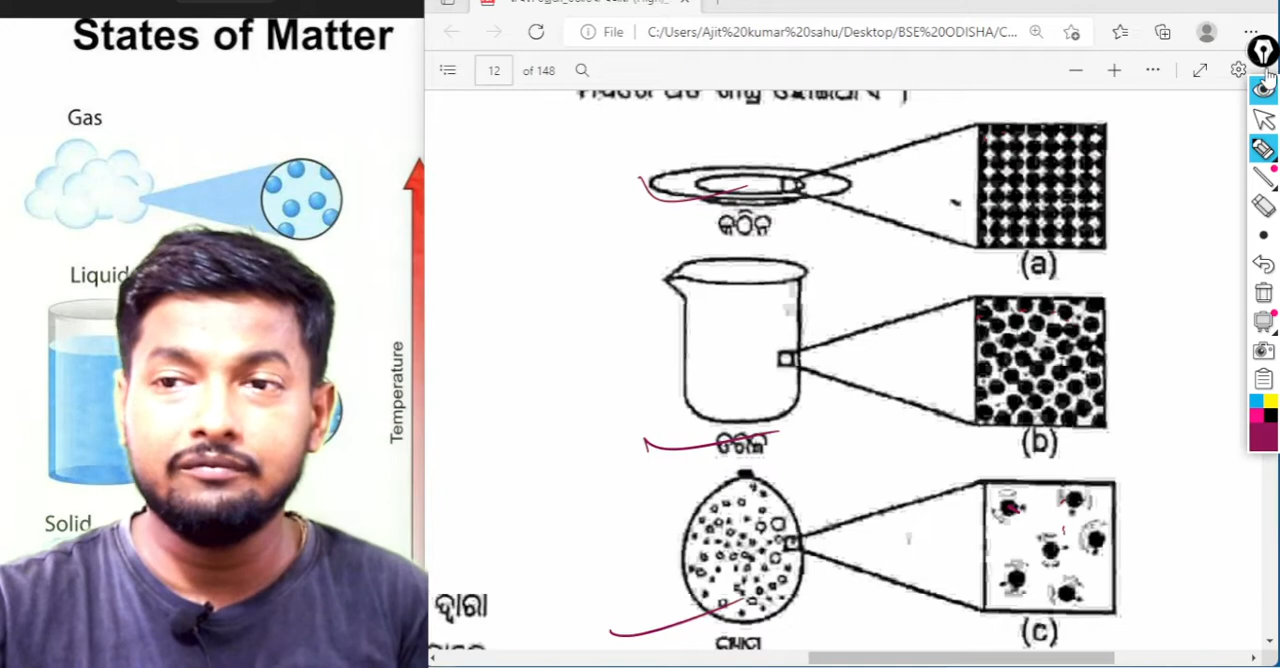 States of Matter
Gas
Liquid
Solid
Temperature
File
C:/Users/Ajit%20kumar%20sahu/Desktop/BSE%20ODISHA/C...
12 of 148
କଠିନ
(a)
ତରଳ
(b)
ଗ୍ୟାସ
(c)
ଦ୍ୱାରା